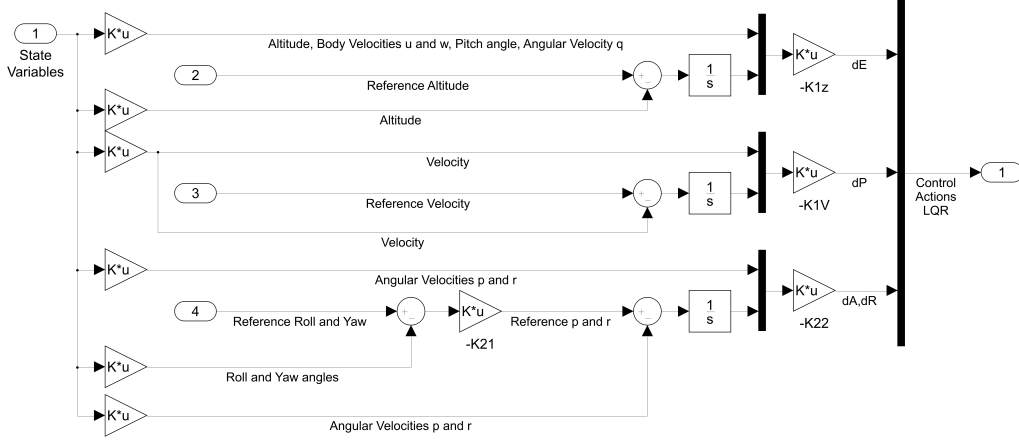 1
State
Variables
K*u
Altitude, Body Velocities u and w, Pitch angle, Angular Velocity q
2
Reference Altitude
+
−
1
s
K*u
-K1z
dE
K*u
Altitude
K*u
Velocity
3
Reference Velocity
+
−
1
s
K*u
-K1V
dP
Velocity
1
Control
Actions
LQR
K*u
Angular Velocities p and r
4
Reference Roll and Yaw
+
−
K*u
-K21
Reference p and r
+
−
1
s
K*u
-K22
dA,dR
K*u
Roll and Yaw angles
K*u
Angular Velocities p and r